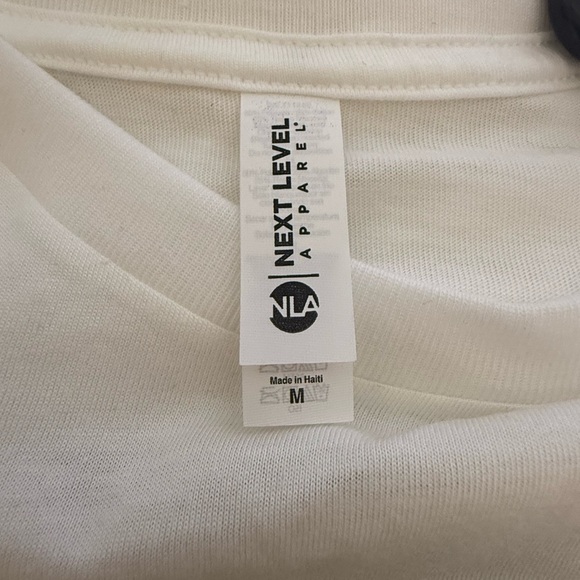 NEXT LEVEL
APPAREL
NLA
Made in Haiti
M